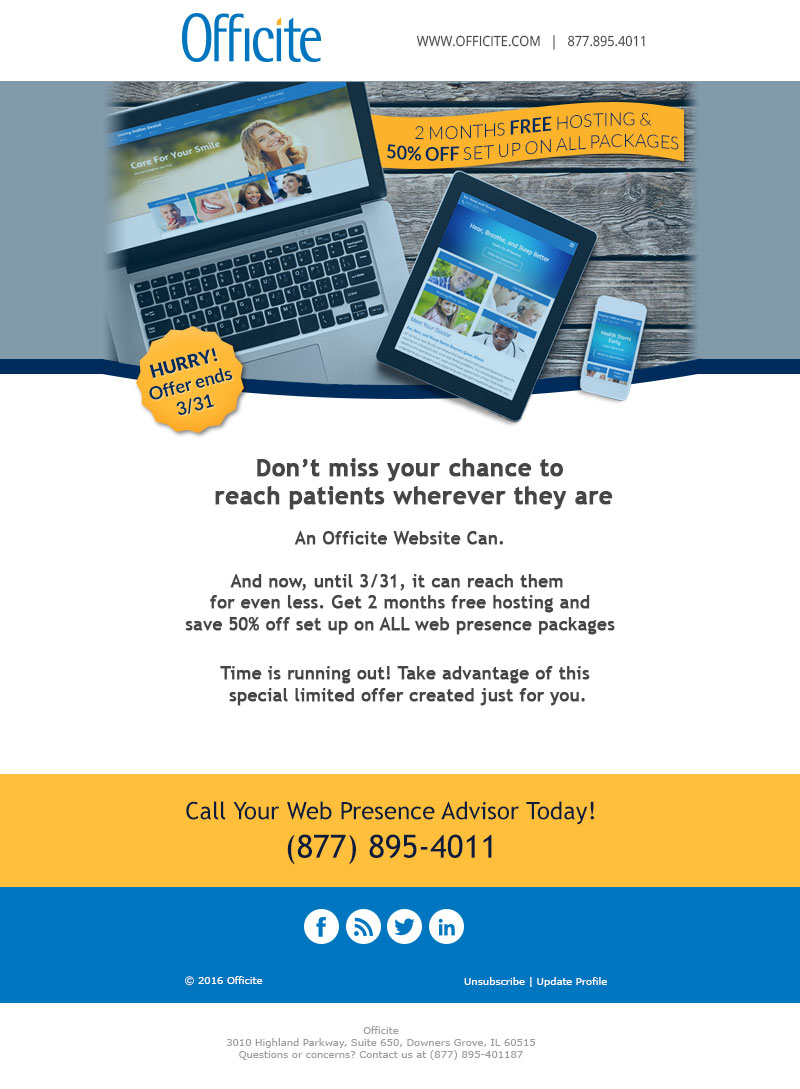 Officite
WWW.OFFICITE.COM | 877.895.4011
2 MONTHS FREE HOSTING &
50% OFF SET UP ON ALL PACKAGES
Care For Your Smile
Hear, Breathe, and Sleep Better
Meet Your Doctor
Health Starts
Early
HURRY!
Offer ends
3/31
Don’t miss your chance to
reach patients wherever they are
An Officite Website Can.
And now, until 3/31, it can reach them
for even less. Get 2 months free hosting and
save 50% off set up on ALL web presence packages
Time is running out! Take advantage of this
special limited offer created just for you.
Call Your Web Presence Advisor Today!
(877) 895-4011
© 2016 Officite
Unsubscribe | Update Profile
Officite
3010 Highland Parkway, Suite 650, Downers Grove, IL 60515
Questions or concerns? Contact us at (877) 895-401187